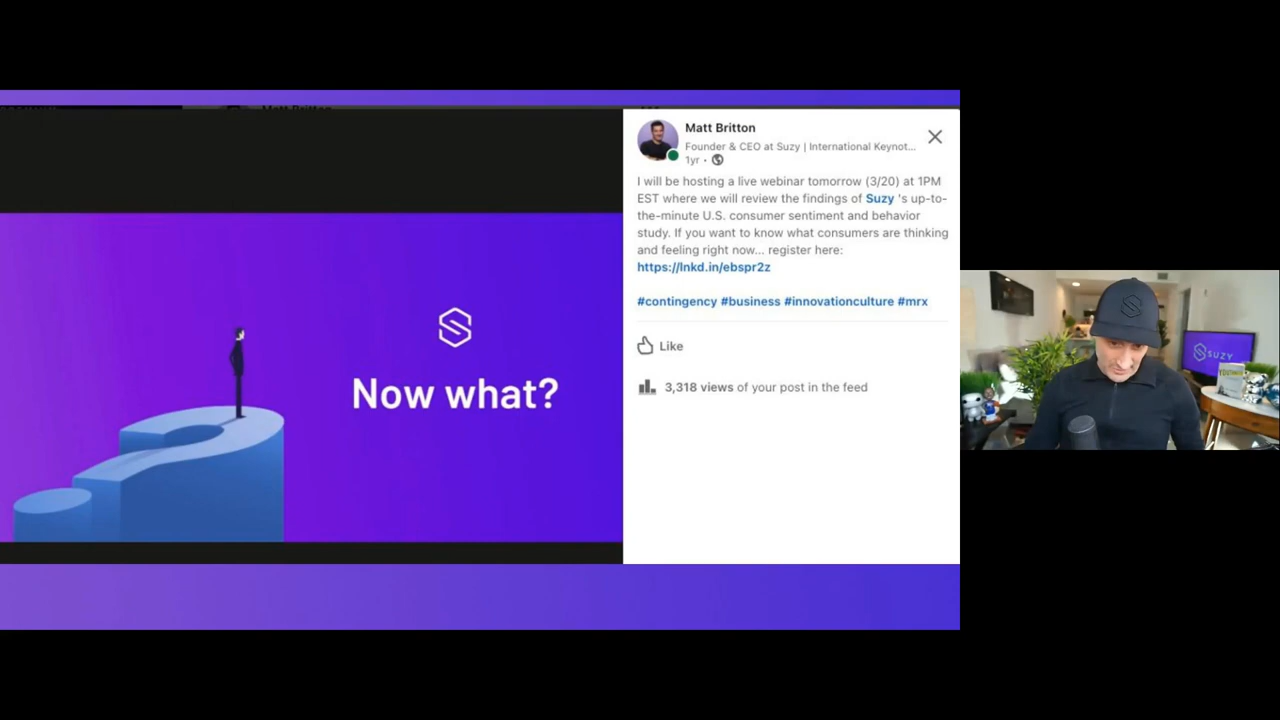 Matt Britton
Matt Britton
Founder & CEO at Suzy | International Keynot...
1yr •
I will be hosting a live webinar tomorrow (3/20) at 1PM
EST where we will review the findings of Suzy 's up-to-
the-minute U.S. consumer sentiment and behavior
study. If you want to know what consumers are thinking
and feeling right now... register here:
https://lnkd.in/ebspr2z
#contingency #business #innovationculture #mrx
Like
3,318 views of your post in the feed
Now what?
SUZY